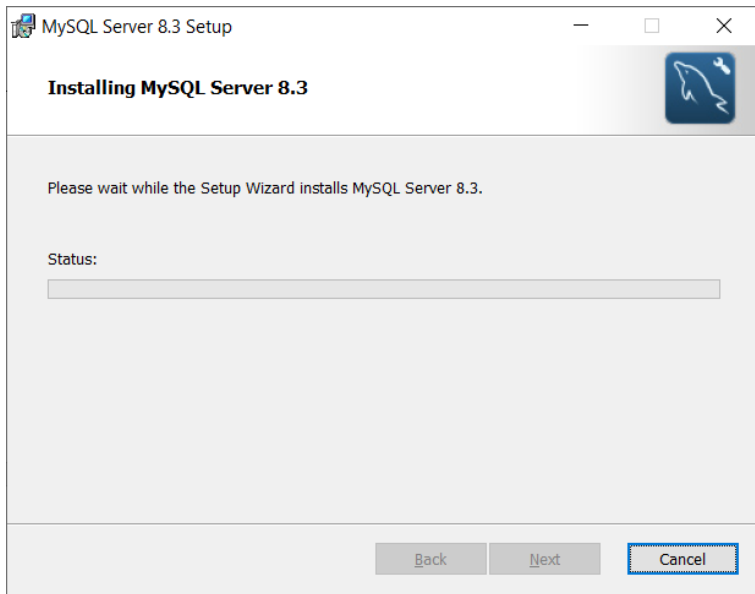 MySQL Server 8.3 Setup
Installing MySQL Server 8.3
Please wait while the Setup Wizard installs MySQL Server 8.3.
Status:
Back
Next
Cancel